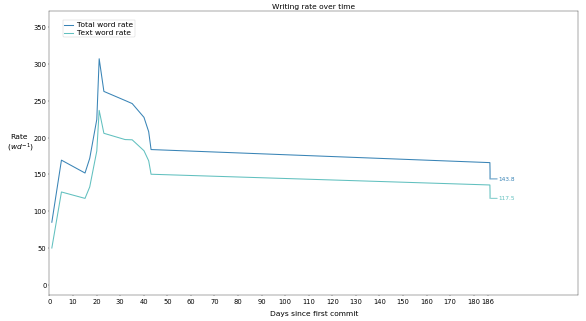 Writing rate over time
350
Total word rate
Text word rate
300
250
200
Rate
(wd⁻¹)
150
143.8
117.5
100
50
0
0 10 20 30 40 50 60 70 80 90 100 110 120 130 140 150 160 170 180 186
Days since first commit